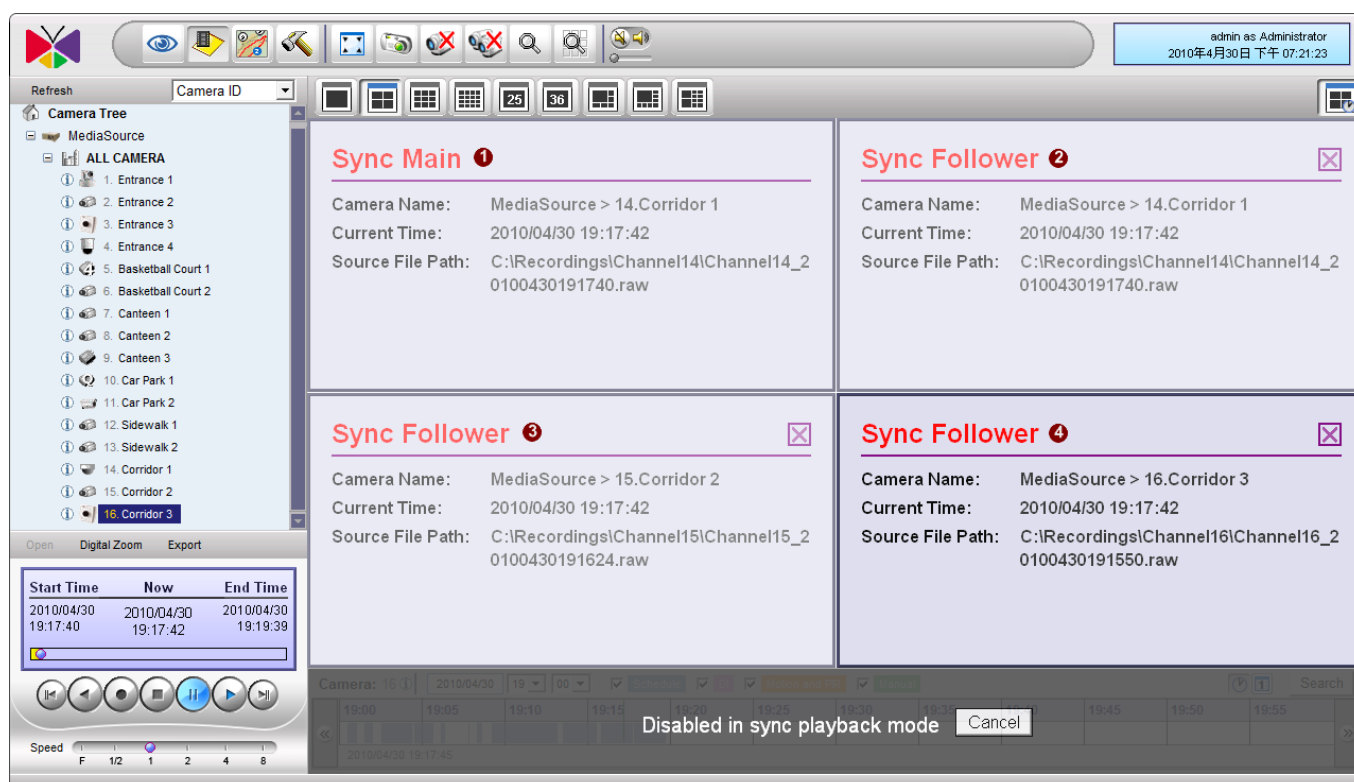 admin as Administrator
2010年4月30日 下午 07:21:23
Refresh Camera ID
25 36
Camera Tree
MediaSource
ALL CAMERA
1. Entrance 1
2. Entrance 2
3. Entrance 3
4. Entrance 4
5. Basketball Court 1
6. Basketball Court 2
7. Canteen 1
8. Canteen 2
9. Canteen 3
10. Car Park 1
11. Car Park 2
12. Sidewalk 1
13. Sidewalk 2
14. Corridor 1
15. Corridor 2
16. Corridor 3
Sync Main 1
Camera Name: MediaSource > 14.Corridor 1
Current Time: 2010/04/30 19:17:42
Source File Path: C:\Recordings\Channel14\Channel14_2
0100430191740.raw
Sync Follower 2
Camera Name: MediaSource > 14.Corridor 1
Current Time: 2010/04/30 19:17:42
Source File Path: C:\Recordings\Channel14\Channel14_2
0100430191740.raw
Sync Follower 3
Camera Name: MediaSource > 15.Corridor 2
Current Time: 2010/04/30 19:17:42
Source File Path: C:\Recordings\Channel15\Channel15_2
0100430191624.raw
Sync Follower 4
Camera Name: MediaSource > 16.Corridor 3
Current Time: 2010/04/30 19:17:42
Source File Path: C:\Recordings\Channel16\Channel16_2
0100430191550.raw
Open Digital Zoom Export
Start Time Now End Time
2010/04/30 2010/04/30 2010/04/30
19:17:40 19:17:42 19:19:39
Speed
F 1/2 1 2 4 8
Camera: 16 2010/04/30 19 00 Search
19:00 19:05 19:10 19:15 19:20 19:25 19:30 19:35 19:45 19:50 19:55
Disabled in sync playback mode Cancel
2010/04/30 19:17:45